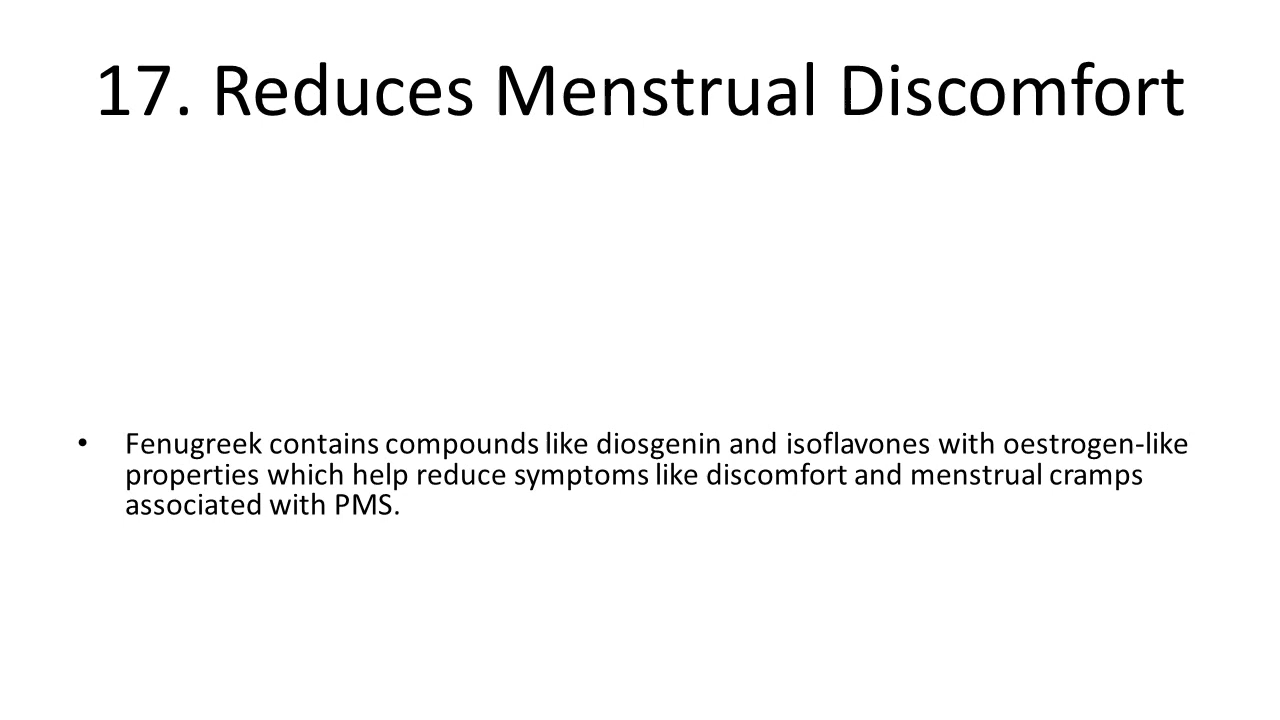 17. Reduces Menstrual Discomfort
• Fenugreek contains compounds like diosgenin and isoflavones with oestrogen-like
properties which help reduce symptoms like discomfort and menstrual cramps
associated with PMS.